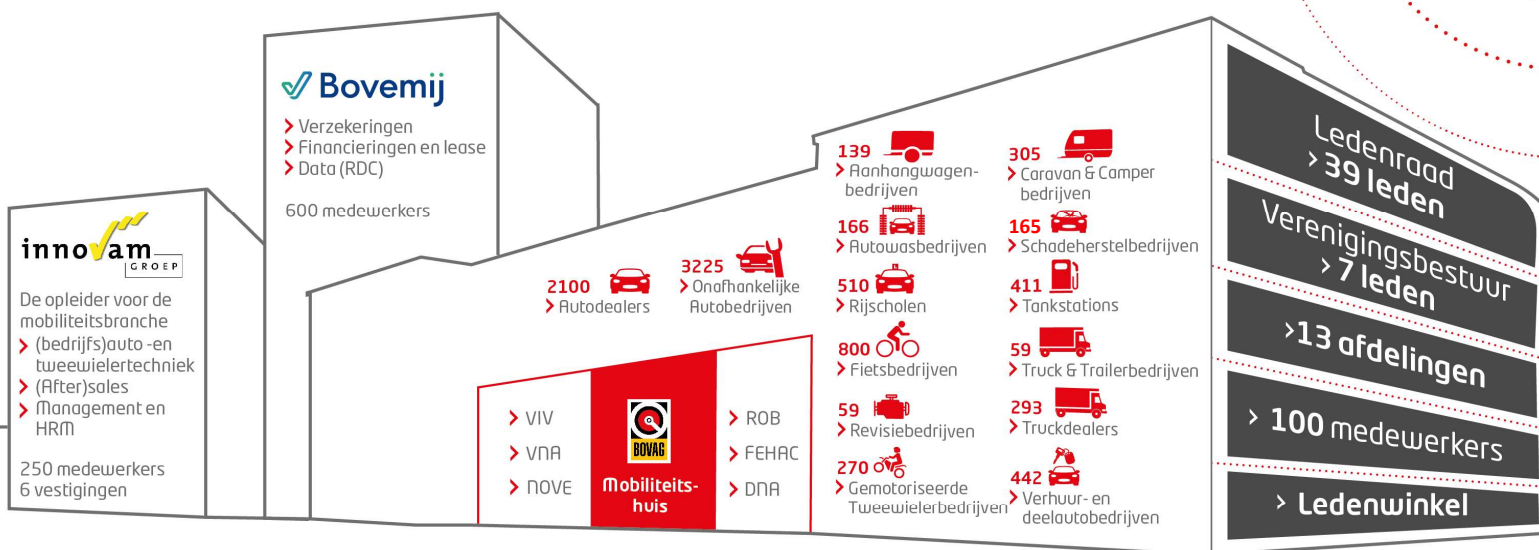 innovam
GROEP
De opleider voor de
mobiliteitsbranche
(bedrijfs)auto -en
tweewielertechniek
(After)sales
Management en
HRM
250 medewerkers
6 vestigingen
Bovemij
Verzekeringen
Financieringen en lease
Data (RDC)
600 medewerkers
2100
Autodealers
3225
Onafhankelijke
Autobedrijven
VIV
VNA
NOVE
BOVAG
Mobiliteits-
huis
ROB
FEHAC
DNA
139
Aanhangwagen-
bedrijven
166
Autowasbedrijven
510
L
Rijscholen
800
Fietsbedrijven
59
Revisiebedrijven
270
Gemotoriseerde
Tweewielerbedrijven
305
Caravan & Camper
bedrijven
165
Schadeherstelbedrijven
411
Tankstations
59
Truck & Trailerbedrijven
293
Truckdealers
442
Verhuur- en
deelautobedrijven
Ledenraad
> 39 leden
Verenigingsbestuur
> 7 leden
>13 afdelingen
> 100 medewerkers
> Ledenwinkel